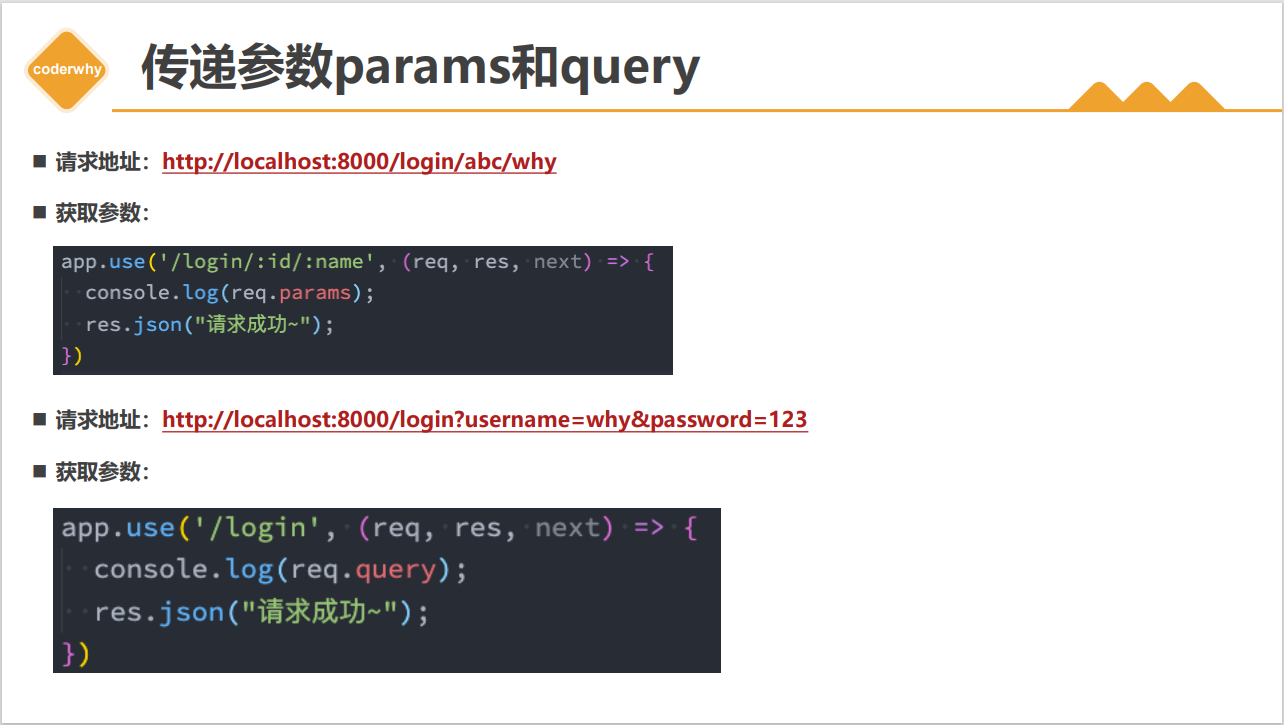 coderwhy
传递参数params和query
请求地址：http://localhost:8000/login/abc/why
获取参数：
app.use('/login/:id/:name', (req, res, next) => {
  console.log(req.params);
  res.json("请求成功~");
})
请求地址：http://localhost:8000/login?username=why&password=123
获取参数：
app.use('/login', (req, res, next) => {
  console.log(req.query);
  res.json("请求成功~");
})